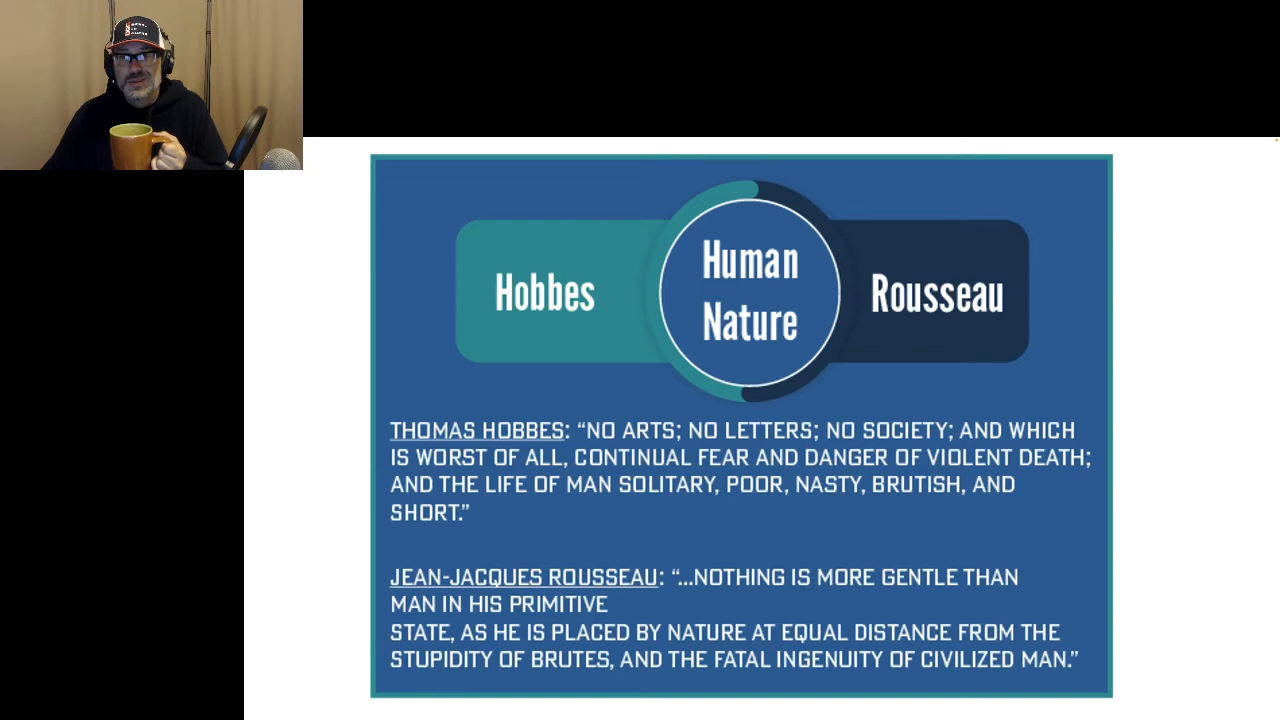 Hobbes
Human
Nature
Rousseau
THOMAS HOBBES: “NO ARTS; NO LETTERS; NO SOCIETY; AND WHICH
IS WORST OF ALL, CONTINUAL FEAR AND DANGER OF VIOLENT DEATH;
AND THE LIFE OF MAN SOLITARY, POOR, NASTY, BRUTISH, AND
SHORT.”
JEAN-JACQUES ROUSSEAU: “...NOTHING IS MORE GENTLE THAN
MAN IN HIS PRIMITIVE
STATE, AS HE IS PLACED BY NATURE AT EQUAL DISTANCE FROM THE
STUPIDITY OF BRUTES, AND THE FATAL INGENUITY OF CIVILIZED MAN.”